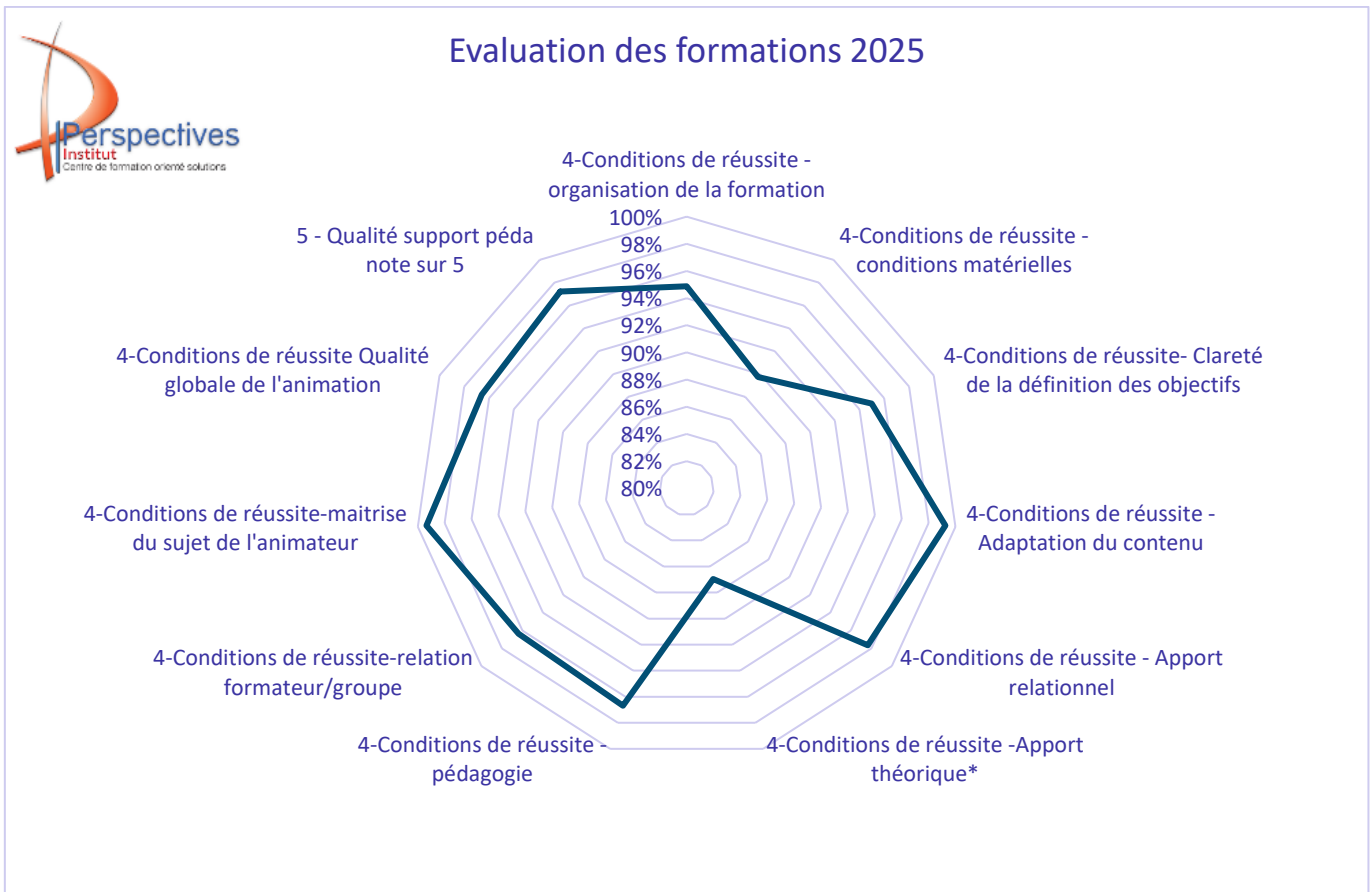 Perspectives
Institut
Centre de formation orienté solutions
Evaluation des formations 2025
4-Conditions de réussite -
organisation de la formation
4-Conditions de réussite -
conditions matérielles
4-Conditions de réussite- Clareté
de la définition des objectifs
4-Conditions de réussite -
Adaptation du contenu
4-Conditions de réussite - Apport
relationnel
4-Conditions de réussite -Apport
théorique*
4-Conditions de réussite -
pédagogie
4-Conditions de réussite-relation
formateur/groupe
4-Conditions de réussite-maitrise
du sujet de l'animateur
4-Conditions de réussite Qualité
globale de l'animation
5 - Qualité support péda
note sur 5
100%
98%
96%
94%
92%
90%
88%
86%
84%
82%
80%